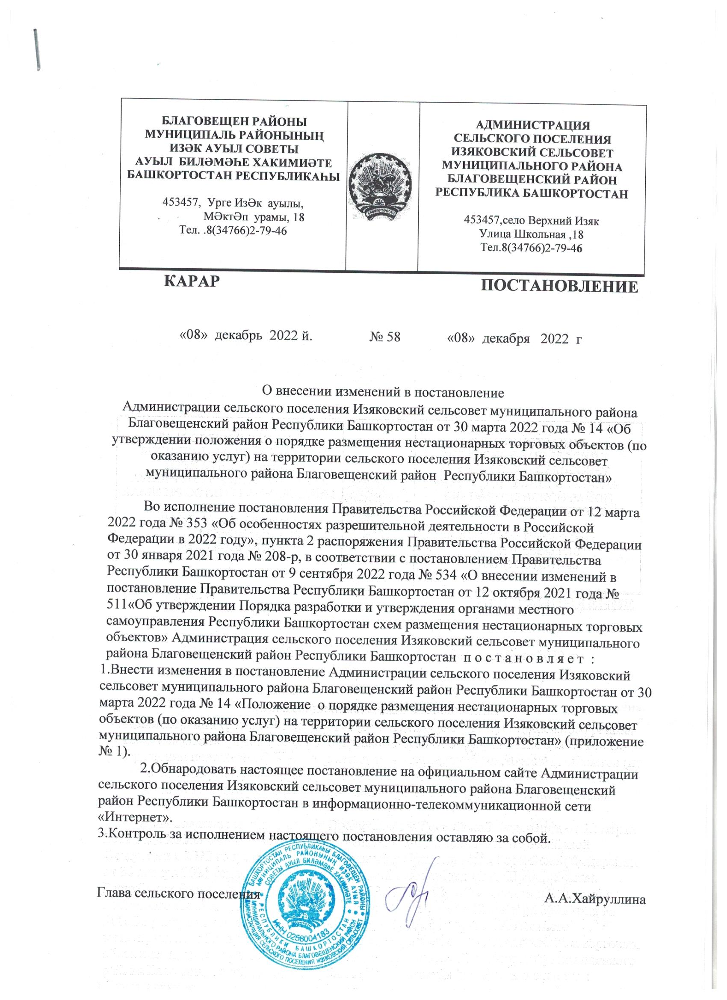 БЛАГОВЕЩЕН РАЙОНЫ
МУНИЦИПАЛЬ РАЙОНЫНЫҢ
ИЗӘК АУЫЛ СОВЕТЫ
АУЫЛ БИЛӘМӘҺЕ ХАКИМИӘТЕ
БАШКОРТОСТАН РЕСПУБЛИКАҺЫ
453457, Урге ИзӘк ауылы,
МӘктӘп урамы, 18
Тел. .8(34766)2-79-46
БАШКОРТОСТАН
АДМИНИСТРАЦИЯ
СЕЛЬСКОГО ПОСЕЛЕНИЯ
ИЗЯКОВСКИЙ СЕЛЬСОВЕТ
МУНИЦИПАЛЬНОГО РАЙОНА
БЛАГОВЕЩЕНСКИЙ РАЙОН
РЕСПУБЛИКА БАШКОРТОСТАН
453457,село Верхний Изяк
Улица Школьная ,18
Тел.8(34766)2-79-46
КАРАР ПОСТАНОВЛЕНИЕ
«08» декабрь 2022 й. № 58 «08» декабря 2022 г
О внесении изменений в постановление
Администрации сельского поселения Изяковский сельсовет муниципального района
Благовещенский район Республики Башкортостан от 30 марта 2022 года № 14 «Об
утверждении положения о порядке размещения нестационарных торговых объектов (по
оказанию услуг) на территории сельского поселения Изяковский сельсовет
муниципального района Благовещенский район Республики Башкортостан»
Во исполнение постановления Правительства Российской Федерации от 12 марта
2022 года № 353 «Об особенностях разрешительной деятельности в Российской
Федерации в 2022 году», пункта 2 распоряжения Правительства Российской Федерации
от 30 января 2021 года № 208-р, в соответствии с постановлением Правительства
Республики Башкортостан от 9 сентября 2022 года № 534 «О внесении изменений в
постановление Правительства Республики Башкортостан от 12 октября 2021 года №
511«Об утверждении Порядка разработки и утверждения органами местного
самоуправления Республики Башкортостан схем размещения нестационарных торговых
объектов» Администрация сельского поселения Изяковский сельсовет муниципального
района Благовещенский район Республики Башкортостан п о с т а н о в л я е т :
1.Внести изменения в постановление Администрации сельского поселения Изяковский
сельсовет муниципального района Благовещенский район Республики Башкортостан от 30
марта 2022 года № 14 «Положение о порядке размещения нестационарных торговых
объектов (по оказанию услуг) на территории сельского поселения Изяковский сельсовет
муниципального района Благовещенский район Республики Башкортостан» (приложение
№ 1).
2.Обнародовать настоящее постановление на официальном сайте Администрации
сельского поселения Изяковский сельсовет муниципального района Благовещенский
район Республики Башкортостан в информационно-телекоммуникационной сети
«Интернет».
3.Контроль за исполнением настоящего постановления оставляю за собой.
Глава сельского поселения А.А.Хайруллина
БАШКОРТОСТАН РЕСПУБЛИКАҺЫ БЛАГОВЕЩЕН РАЙОНЫ
МУНИЦИПАЛЬ РАЙОНЫНЫҢ ИЗӘК АУЫЛ
СОВЕТЫ АУЫЛ БИЛӘМӘҺЕ ХАКИМИӘТЕ
АДМИНИСТАРАЦИЯ СЕЛЬСКОГО ПОСЕЛЕНИЯ ИЗЯКОВСКИЙ СЕЛЬСОВЕТ
МУНИЦИПАЛЬНОГО РАЙОНА БЛАГОВЕЩЕНСКИЙ РАЙОН
РЕСПУБЛИКИ БАШКОРТОСТАН
ИНН 0258004183